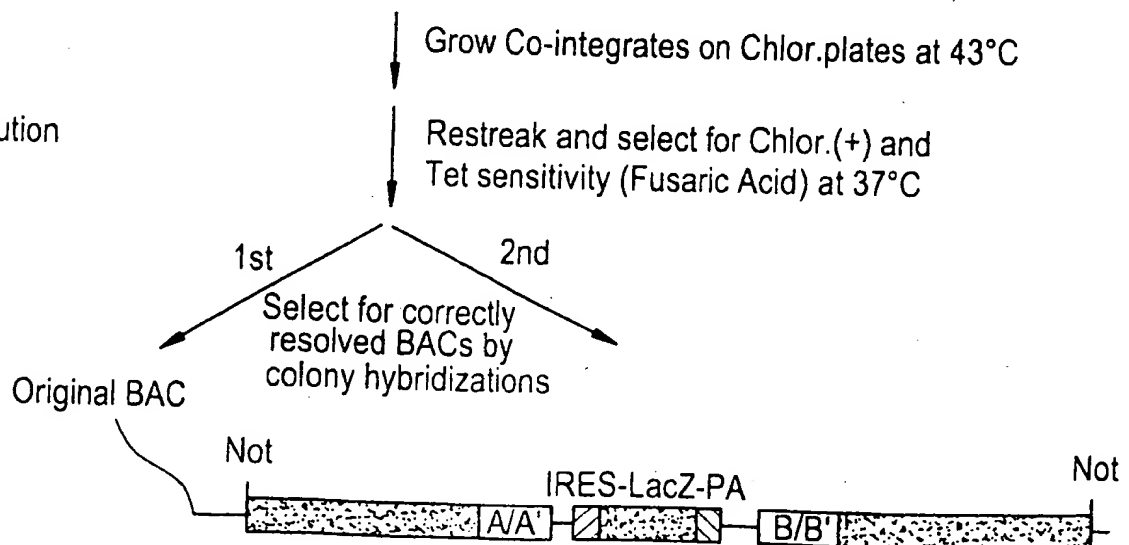 Grow Co-integrates on Chlor.plates at 43°C
ution
Restreak and select for Chlor.(+) and
Tet sensitivity (Fusaric Acid) at 37°C
1st
2nd
Select for correctly
resolved BACs by
colony hybridizations
Original BAC
Not
IRES-LacZ-PA
Not
A/A'
B/B'